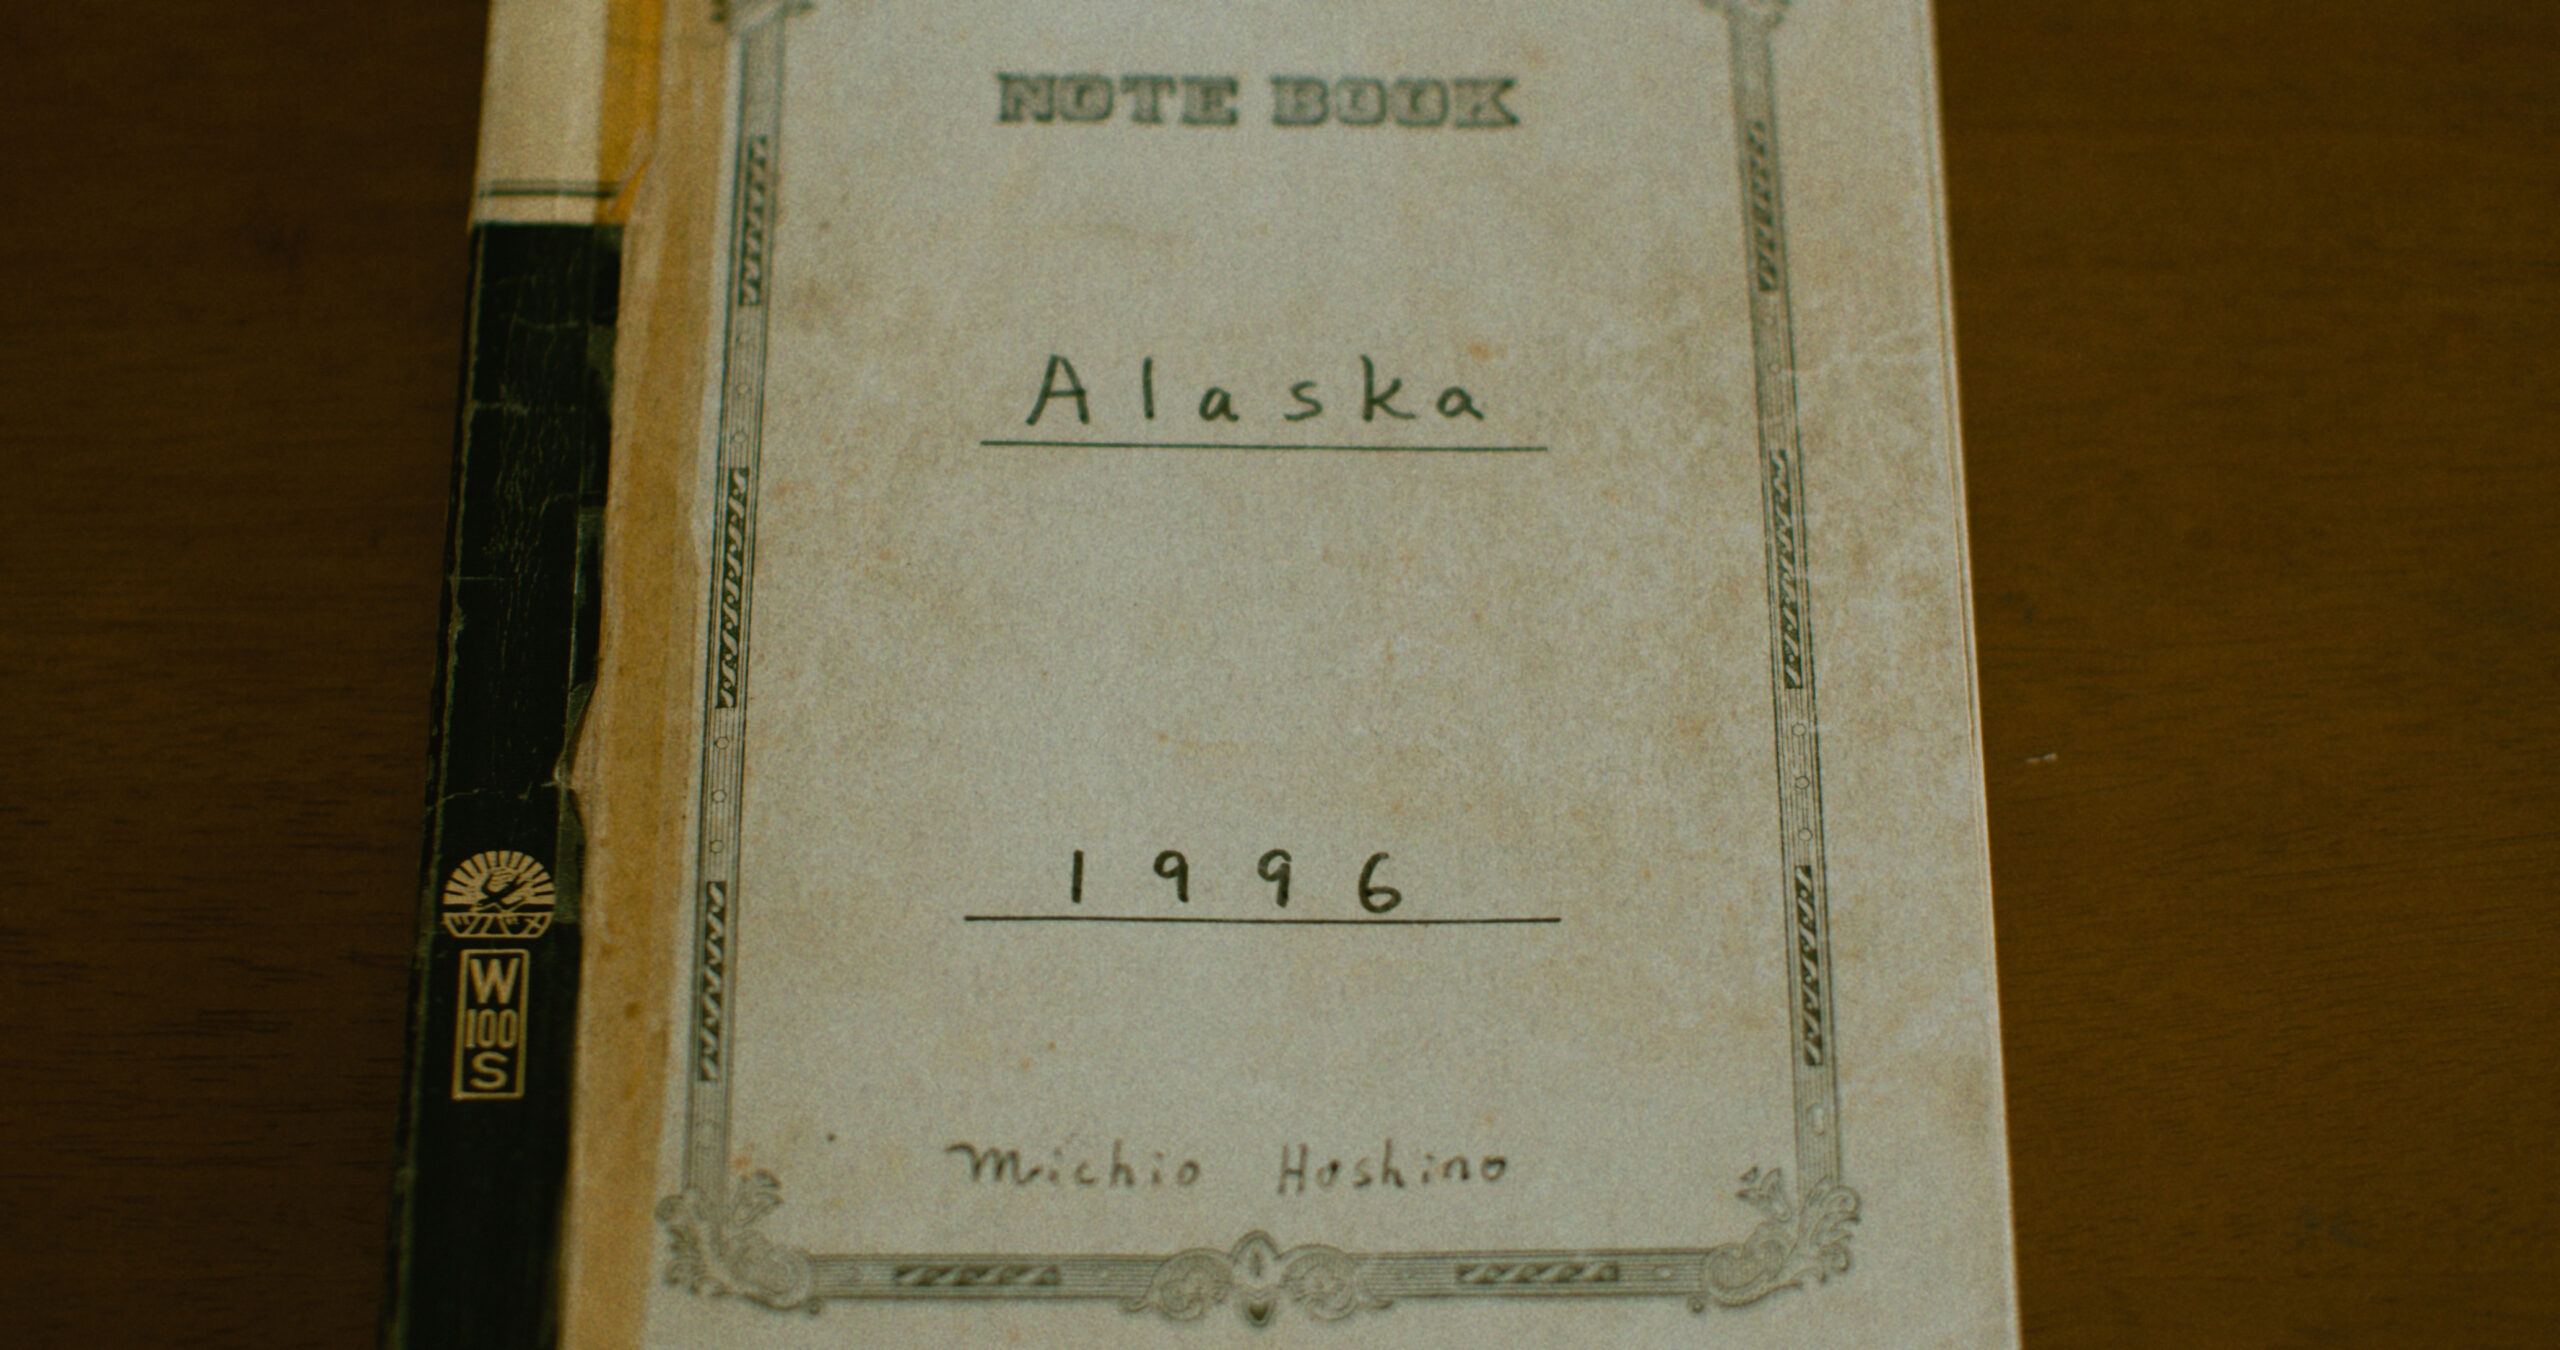 NOTE BOOK
Alaska
1996
Michio Hoshino
W
100
S